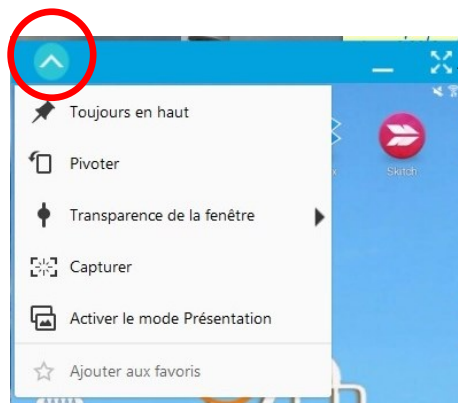 Toujours en haut
Pivoter
Skitch
Transparence de la fenêtre
Capturer
Activer le mode Présentation
Ajouter aux favoris